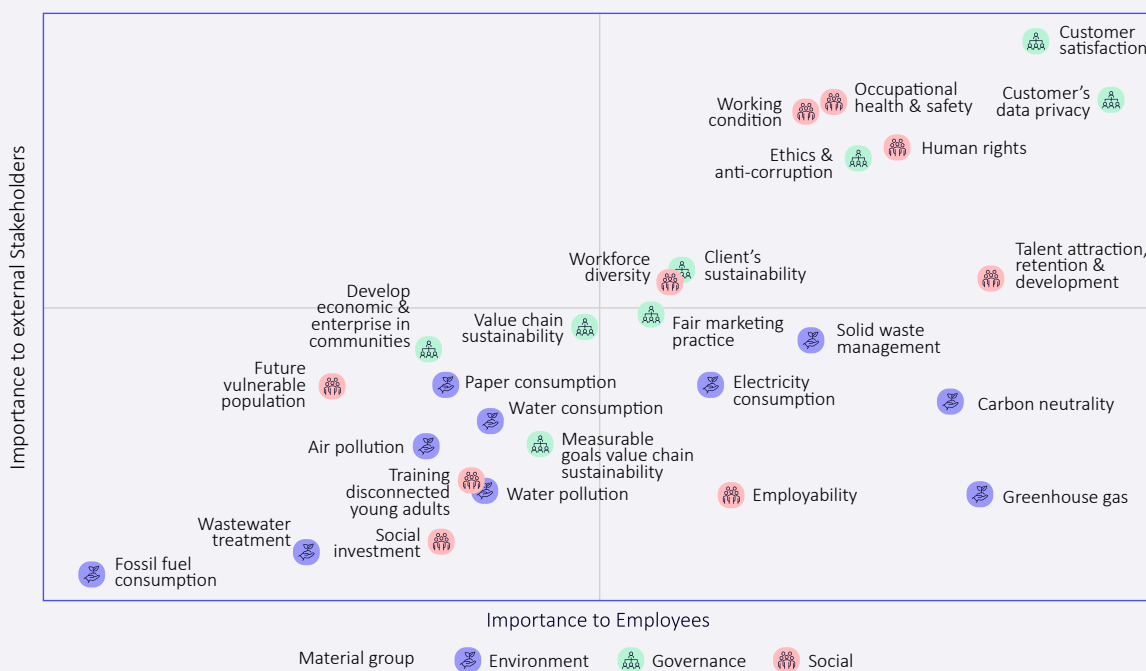 Importance to external Stakeholders
Customer
satisfaction
Occupational
health & safety
Customer's
data privacy
Working
condition
Human rights
Ethics &
anti-corruption
Talent attraction,
retention &
development
Workforce
diversity
Client's
sustainability
Develop
economic &
enterprise in
communities
Value chain
sustainability
Fair marketing
practice
Solid waste
management
Future
vulnerable
population
Paper consumption
Electricity
consumption
Water consumption
Carbon neutrality
Air pollution
Measurable
goals value chain
sustainability
Training
disconnected
young adults
Water pollution
Employability
Greenhouse gas
Wastewater
treatment
Social
investment
Fossil fuel
consumption
Importance to Employees
Material group
Environment
Governance
Social